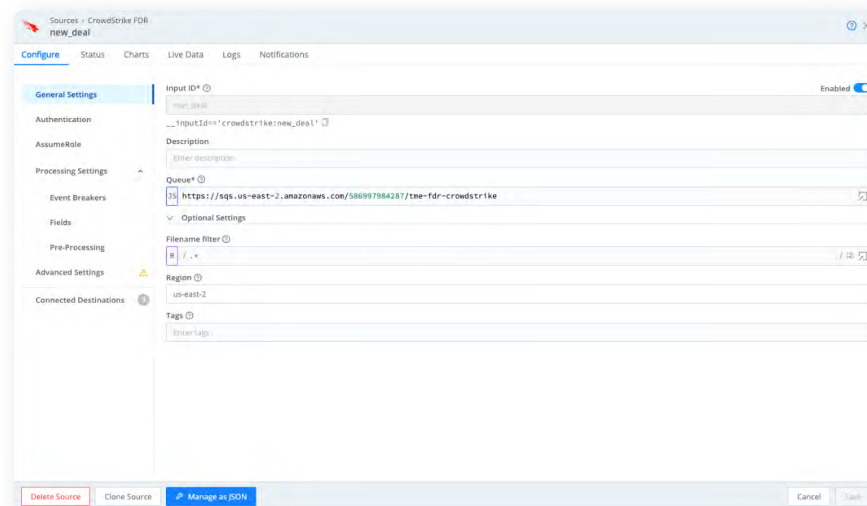 Sources > CrowdStrike FDR
new_deal
Configure Status Charts Live Data Logs Notifications
General Settings
Authentication
AssumeRole
Processing Settings
Event Breakers
Fields
Pre-Processing
Advanced Settings
Connected Destinations
Input ID*
Enabled
new_deal
__inputId=='crowdstrike:new_deal'
Description
Enter description
Queue*
JS https://sqs.us-east-2.amazonaws.com/586997984287/tme-fdr-crowdstrike
Optional Settings
Filename filter
R / .* /
Region
us-east-2
Tags
Enter tags
Delete Source Clone Source Manage as JSON Cancel Save